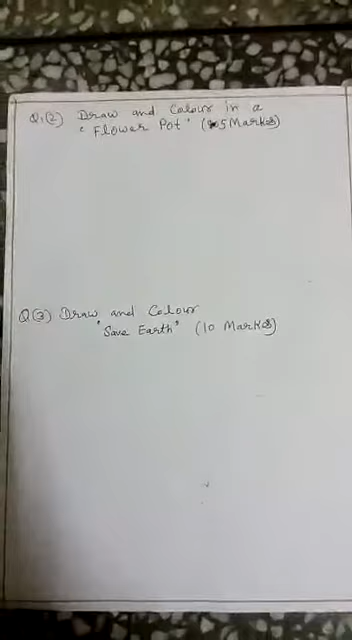 Q.(2) Draw and Colour in a
"Flower Pot" (5 Marks)
Q(3) Draw and Colour
"Save Earth" (10 Marks)